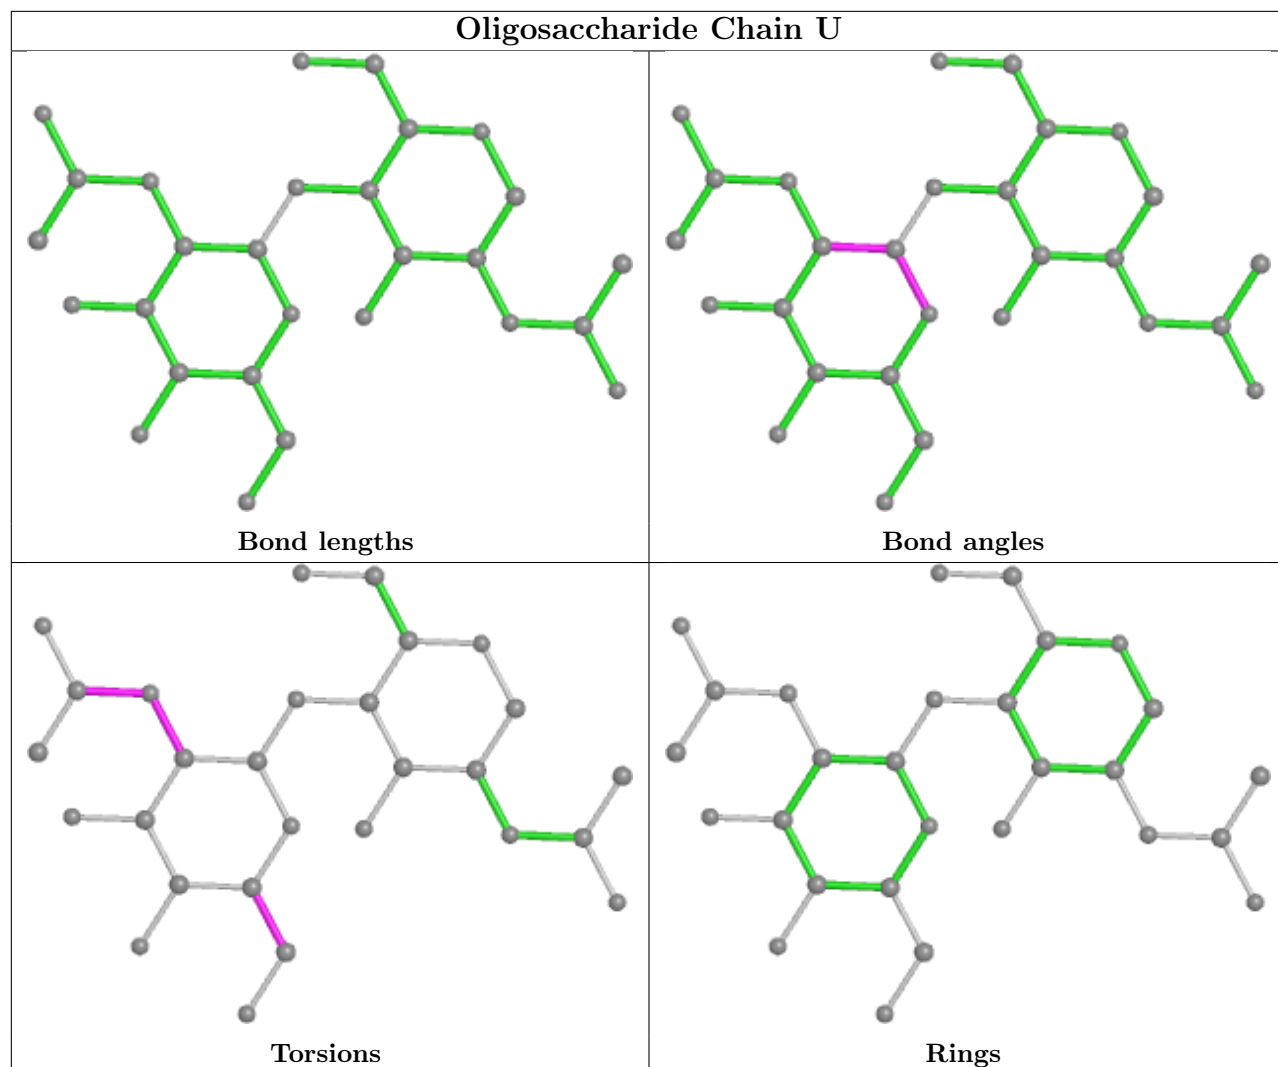 Oligosaccharide Chain U
Bond lengths
Bond angles
Torsions
Rings